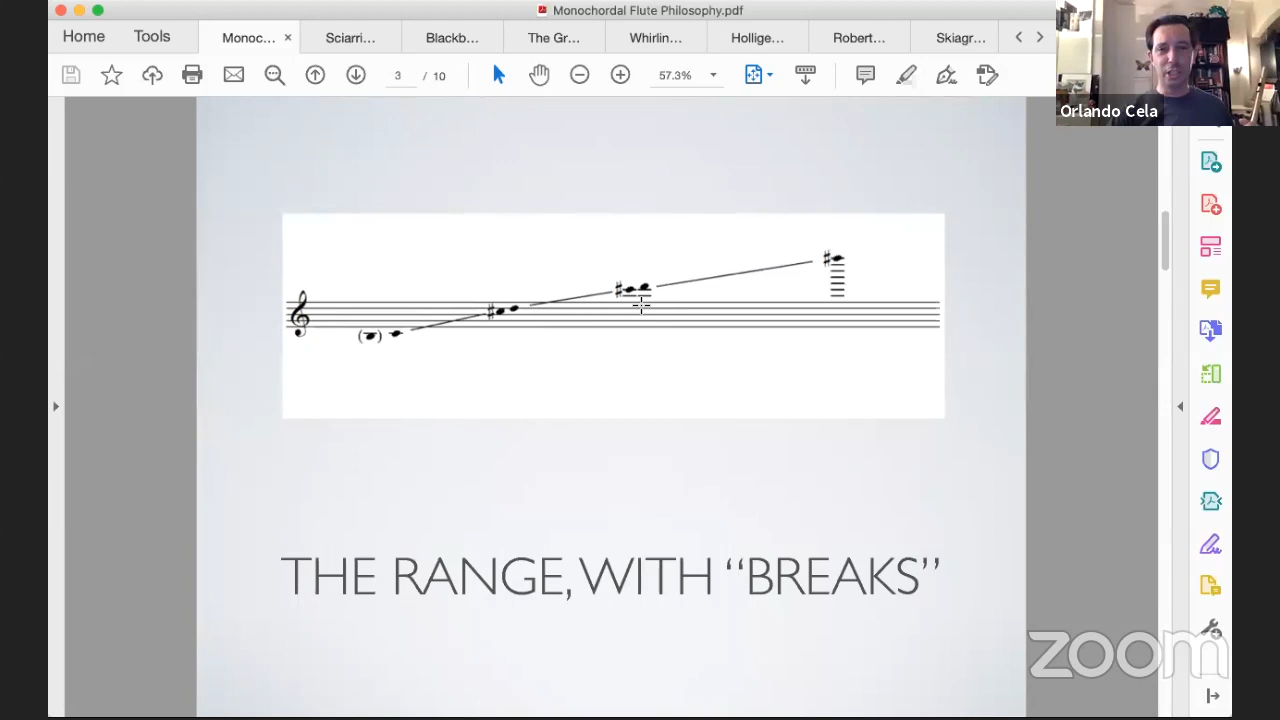 Monochordal Flute Philosophy.pdf
Home Tools Monoc... × Sciarri... Blackb... The Gr... Whirlin... Hollige... Robert... Skiagr...
3 / 10 57.3%
Orlando Cela
THE RANGE, WITH “BREAKS”
zoom